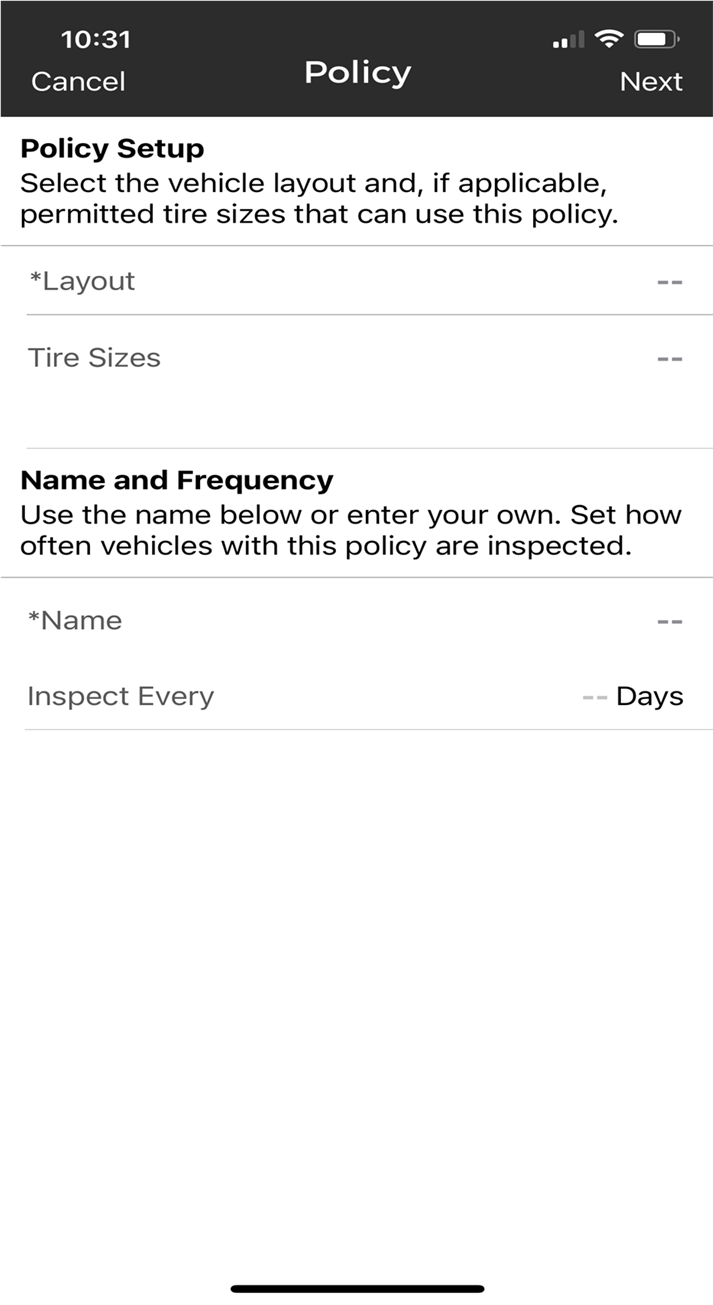 10:31
Cancel Policy Next
Policy Setup
Select the vehicle layout and, if applicable,
permitted tire sizes that can use this policy.
*Layout --
Tire Sizes --
Name and Frequency
Use the name below or enter your own. Set how
often vehicles with this policy are inspected.
*Name --
Inspect Every -- Days